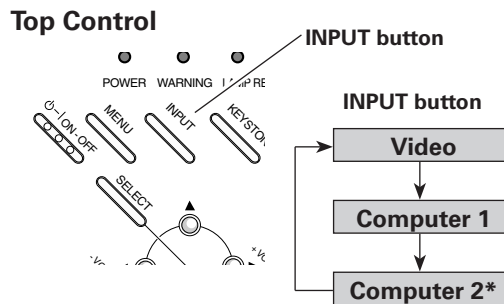 Top Control
INPUT button
POWER WARNING
ON-OFF
MENU
INPUT
SELECT
INPUT button
Video
Computer 1
Computer 2*